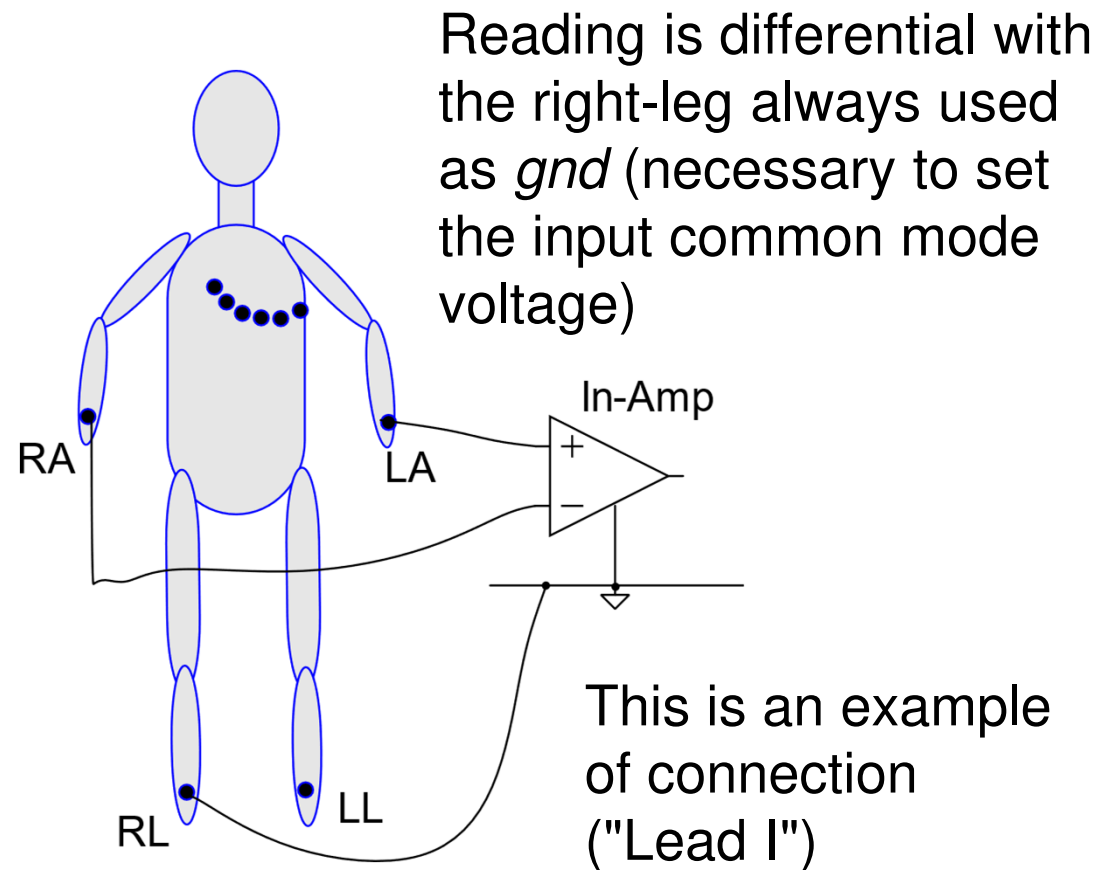 Reading is differential with
the right-leg always used
as gnd (necessary to set
the input common mode
voltage)
In-Amp
+
−
RA
LA
RL
LL
This is an example
of connection
("Lead I")